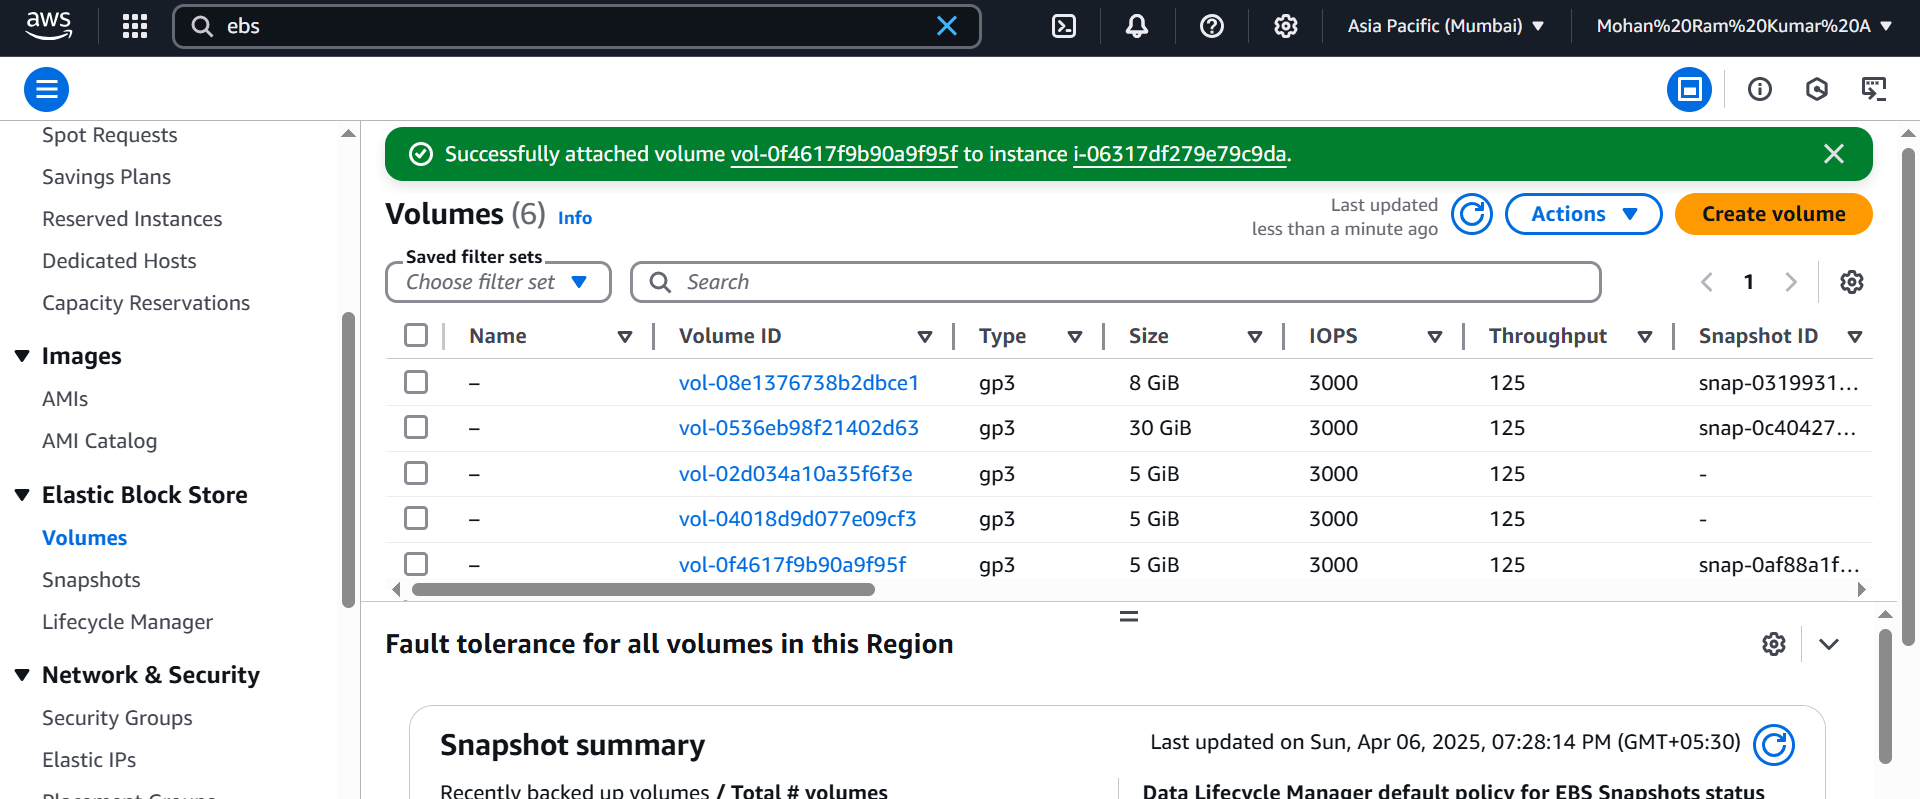 aws
ebs
Asia Pacific (Mumbai)
Mohan%20Ram%20Kumar%20A
Spot Requests
Savings Plans
Reserved Instances
Dedicated Hosts
Capacity Reservations
Images
AMIs
AMI Catalog
Elastic Block Store
Volumes
Snapshots
Lifecycle Manager
Network & Security
Security Groups
Elastic IPs
Placement Groups
Successfully attached volume vol-0f4617f9b90a9f95f to instance i-06317df279e79c9da.
Volumes (6) Info
Last updated
less than a minute ago
Actions
Create volume
Saved filter sets
Choose filter set
Search
1
Name Volume ID Type Size IOPS Throughput Snapshot ID
– vol-08e1376738b2dbce1 gp3 8 GiB 3000 125 snap-0319931...
– vol-0536eb98f21402d63 gp3 30 GiB 3000 125 snap-0c40427...
– vol-02d034a10a35f6f3e gp3 5 GiB 3000 125 -
– vol-04018d9d077e09cf3 gp3 5 GiB 3000 125 -
– vol-0f4617f9b90a9f95f gp3 5 GiB 3000 125 snap-0af88a1f...
Fault tolerance for all volumes in this Region
Snapshot summary
Last updated on Sun, Apr 06, 2025, 07:28:14 PM (GMT+05:30)
Recently backed up volumes / Total # volumes
Data Lifecycle Manager default policy for EBS Snapshots status